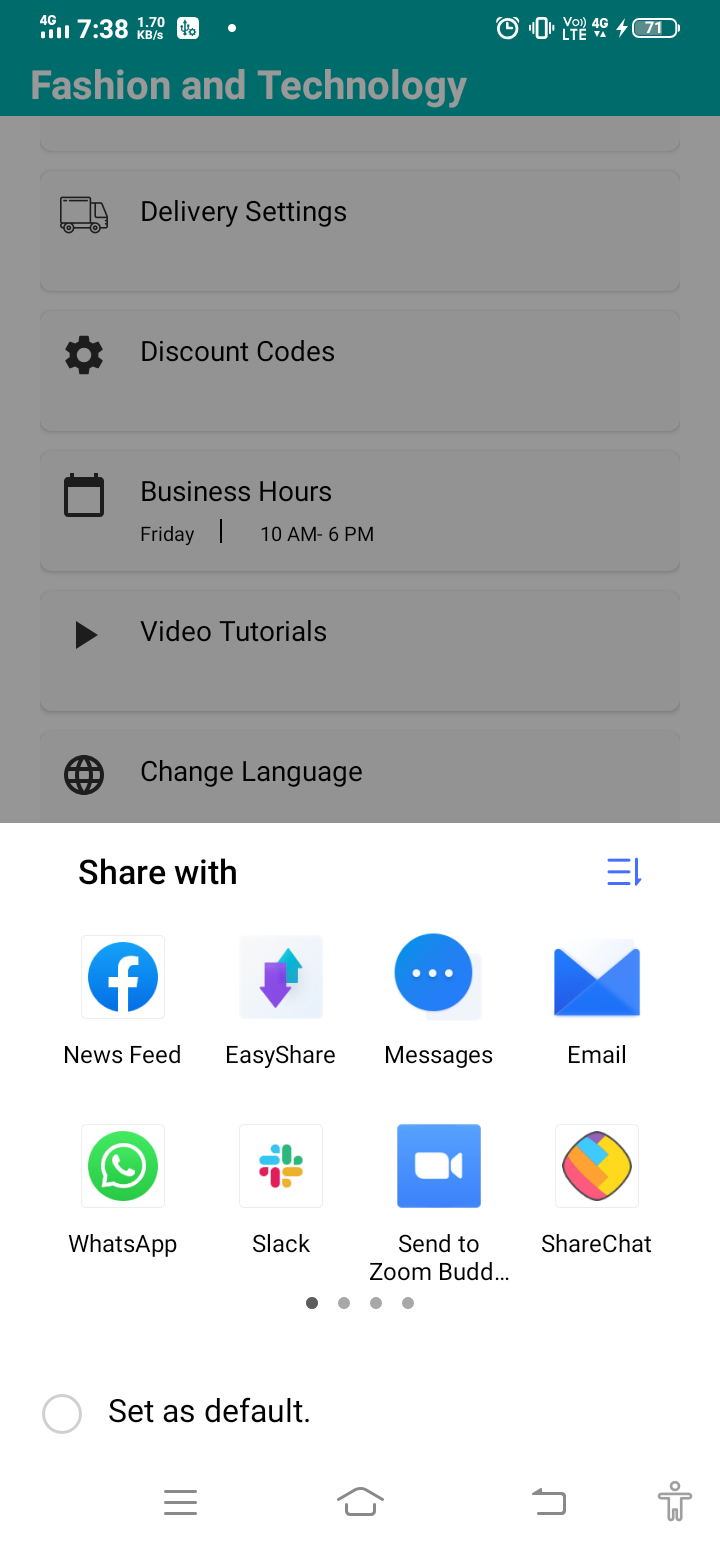 4G 7:38 1.70 KB/s Vo)) LTE 4G 71
Fashion and Technology
Delivery Settings
Discount Codes
Business Hours
Friday 10 AM- 6 PM
Video Tutorials
Change Language
Share with
News Feed EasyShare Messages Email
WhatsApp Slack Send to Zoom Budd... ShareChat
Set as default.